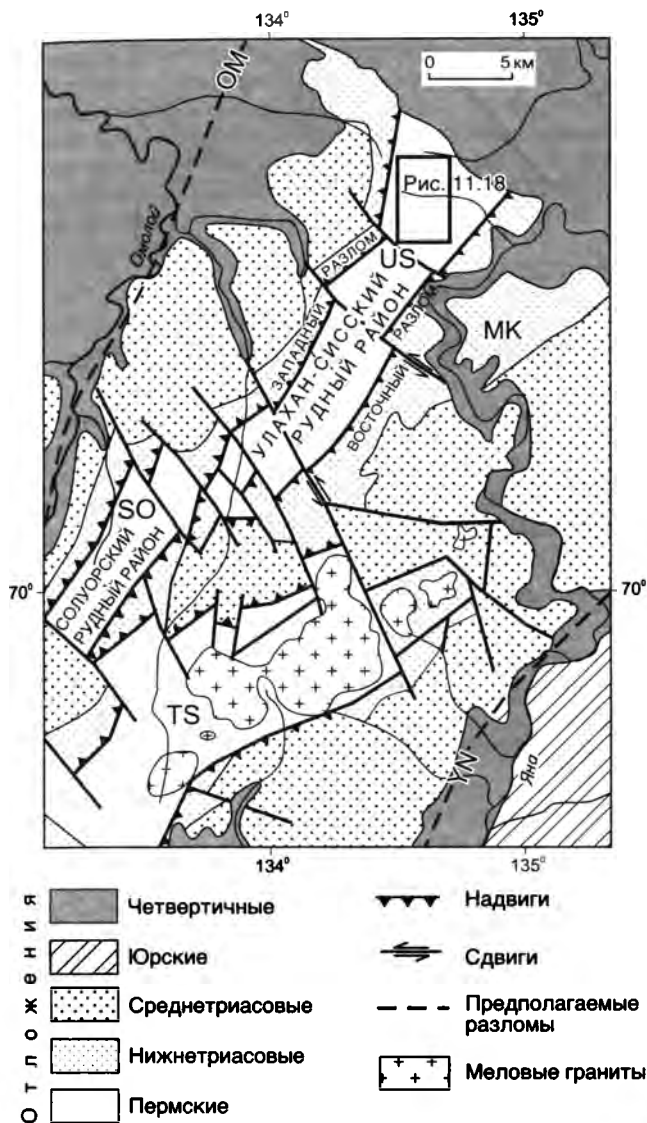 134°
135°
OM
0
5 км
Рис. 11.18
Омолой
РАЗЛОМ
US
ЗАПАДНЫЙ
УЛАХАН-СИССКИЙ
РУДНЫЙ РАЙОН
РАЗЛОМ
ВОСТОЧНЫЙ
MK
SO
СОЛУОРСКИЙ
РУДНЫЙ РАЙОН
70°
70°
TS
YN
Яна
134°
135°
Отложения
Четвертичные
Юрские
Среднетриасовые
Нижнетриасовые
Пермские
Надвиги
Сдвиги
Предполагаемые
разломы
Меловые граниты